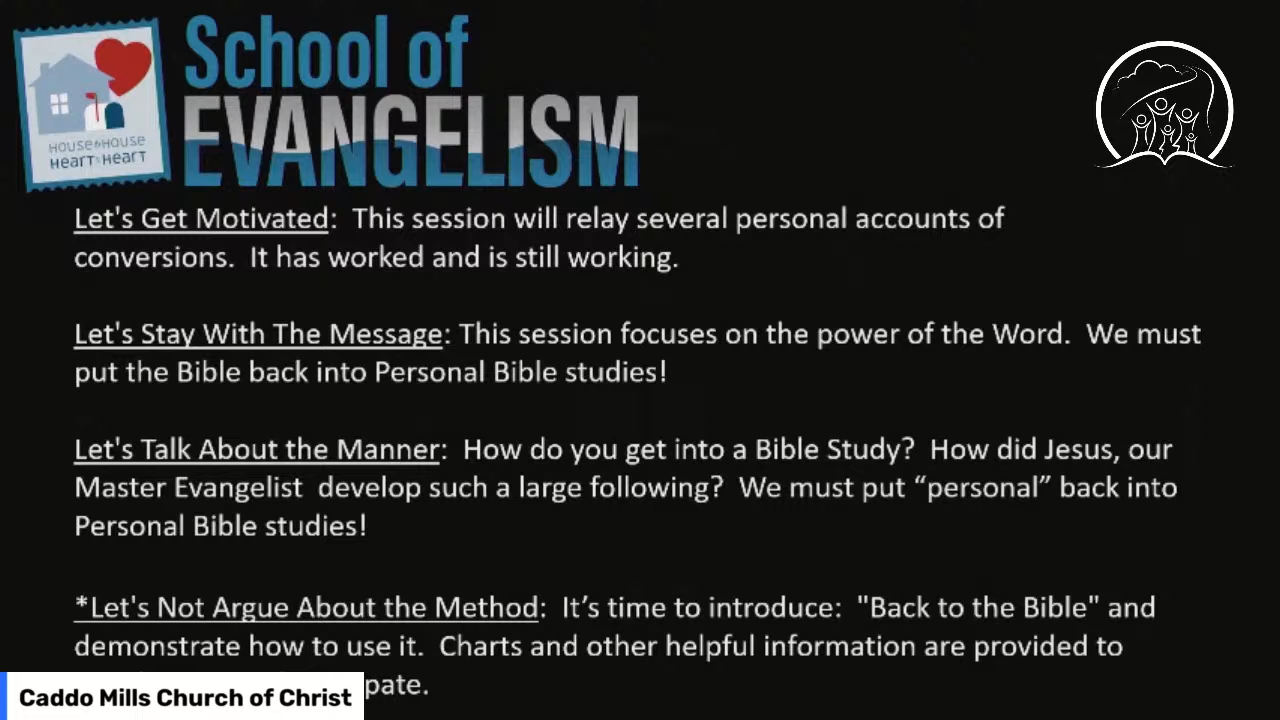 School of
EVANGELISM
HOUSE to HOUSE
HEART to HEART
Let's Get Motivated:  This session will relay several personal accounts of
conversions.  It has worked and is still working.
Let's Stay With The Message: This session focuses on the power of the Word.  We must
put the Bible back into Personal Bible studies!
Let's Talk About the Manner:  How do you get into a Bible Study?  How did Jesus, our
Master Evangelist  develop such a large following?  We must put “personal” back into
Personal Bible studies!
*Let's Not Argue About the Method:  It’s time to introduce:  "Back to the Bible" and
demonstrate how to use it.  Charts and other helpful information are provided to
pate.
Caddo Mills Church of Christ